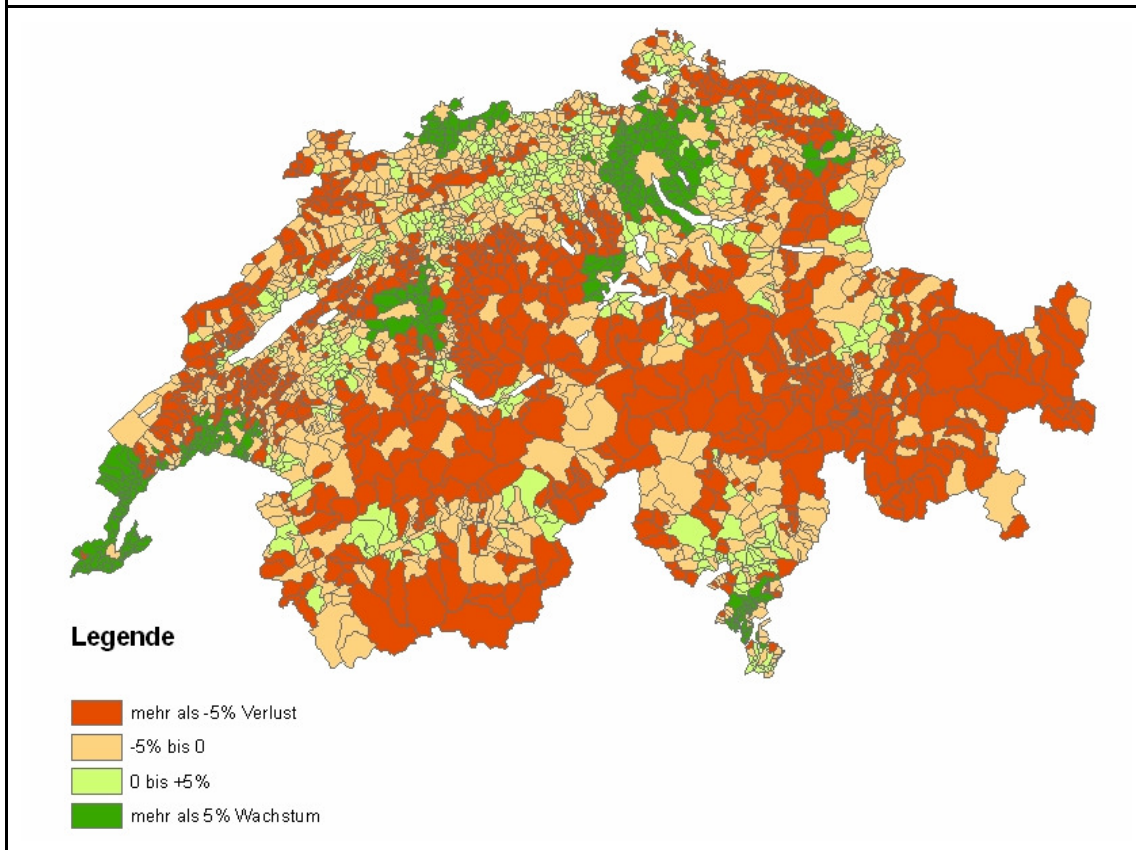 Legende
mehr als -5% Verlust
-5% bis 0
0 bis +5%
mehr als 5% Wachstum